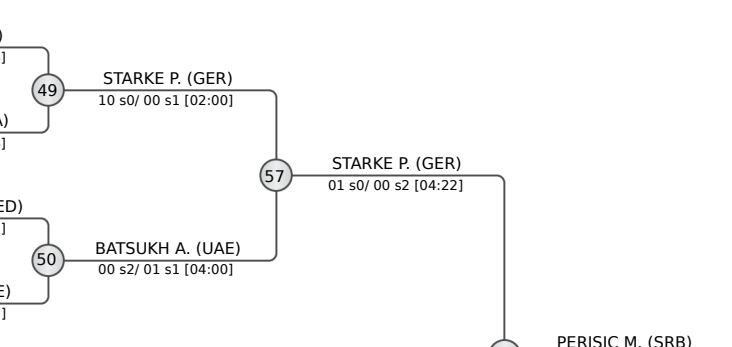 )
]
49
STARKE P. (GER)
10 s0/ 00 s1 [02:00]
A)
]
57
STARKE P. (GER)
01 s0/ 00 s2 [04:22]
ED)
]
50
BATSUKH A. (UAE)
00 s2/ 01 s1 [04:00]
E)
]
PERISIC M. (SRB)